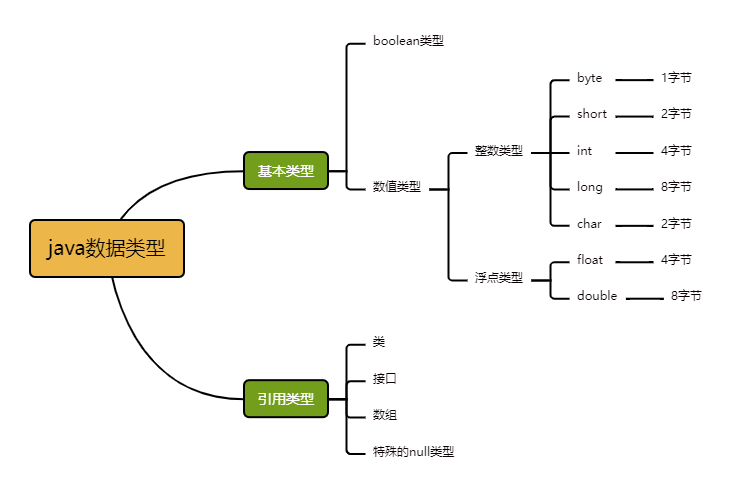 java数据类型
基本类型
boolean类型
数值类型
整数类型
byte 1字节
short 2字节
int 4字节
long 8字节
char 2字节
浮点类型
float 4字节
double 8字节
引用类型
类
接口
数组
特殊的null类型